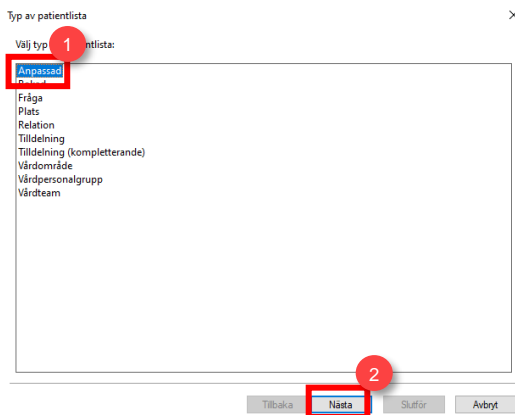 Typ av patientlista
Välj typ ntlista:
1
Anpassad
Fråga
Plats
Relation
Tilldelning
Tilldelning (kompletterande)
Vårdområde
Vårdpersonalgrupp
Vårdteam
2
Tillbaka Nästa Slutför Avbryt